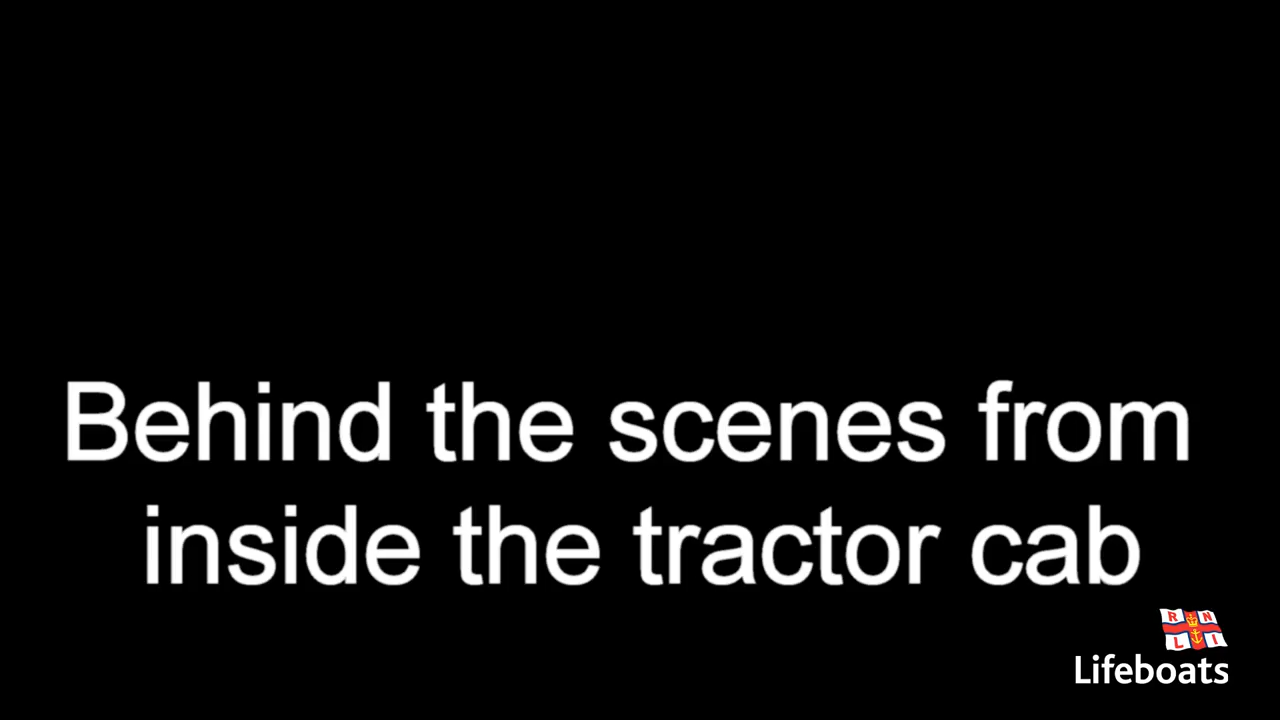 Behind the scenes from
inside the tractor cab
R N
L I
Lifeboats